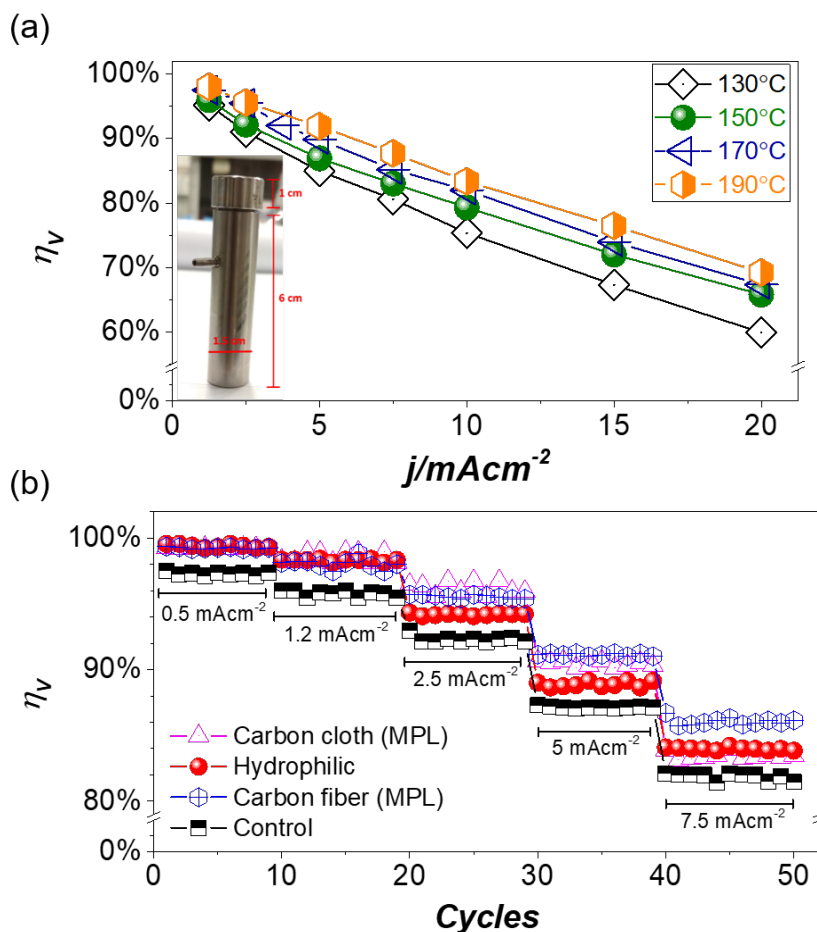 (a)
100%
90%
80%
70%
60%
0%
ηV
0 5 10 15 20
j/mAcm-2
130°C
150°C
170°C
190°C
1 cm
6 cm
(b)
100%
90%
80%
0%
ηV
0.5 mAcm-2
1.2 mAcm-2
2.5 mAcm-2
5 mAcm-2
7.5 mAcm-2
Carbon cloth (MPL)
Hydrophilic
Carbon fiber (MPL)
Control
0 10 20 30 40 50
Cycles